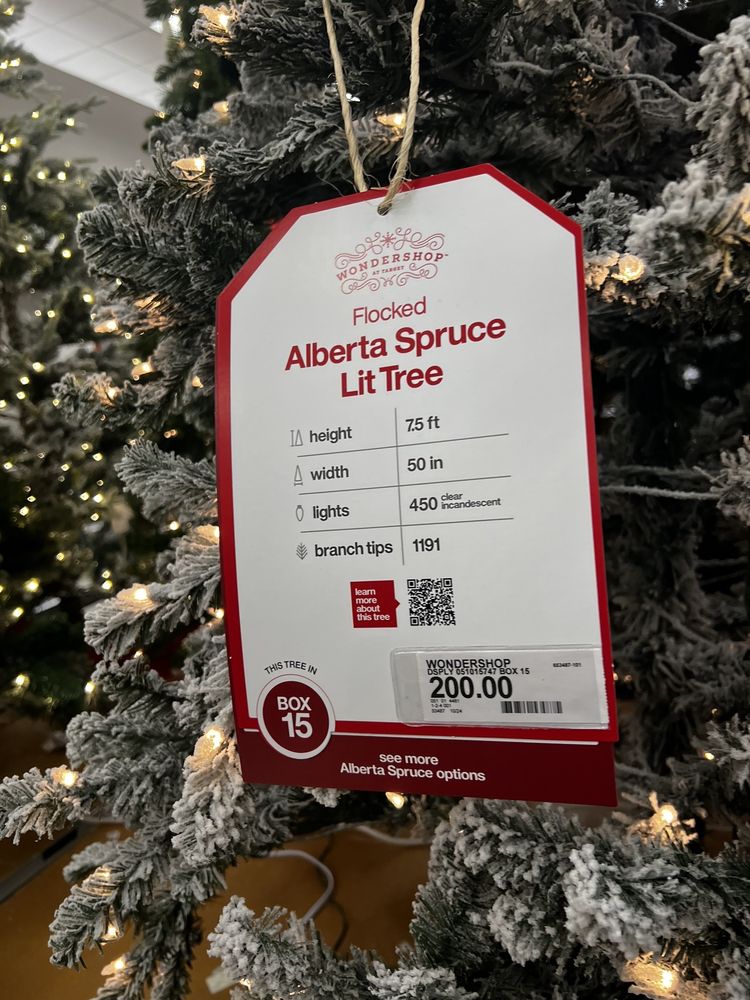 WONDERSHOP
AT TARGET
Flocked
Alberta Spruce
Lit Tree
height 7.5 ft
width 50 in
lights 450 clear incandescent
branch tips 1191
learn
more
about
this tree
THIS TREE IN
BOX
15
WONDERSHOP
DSPLY 051015747 BOX 15
200.00
see more
Alberta Spruce options